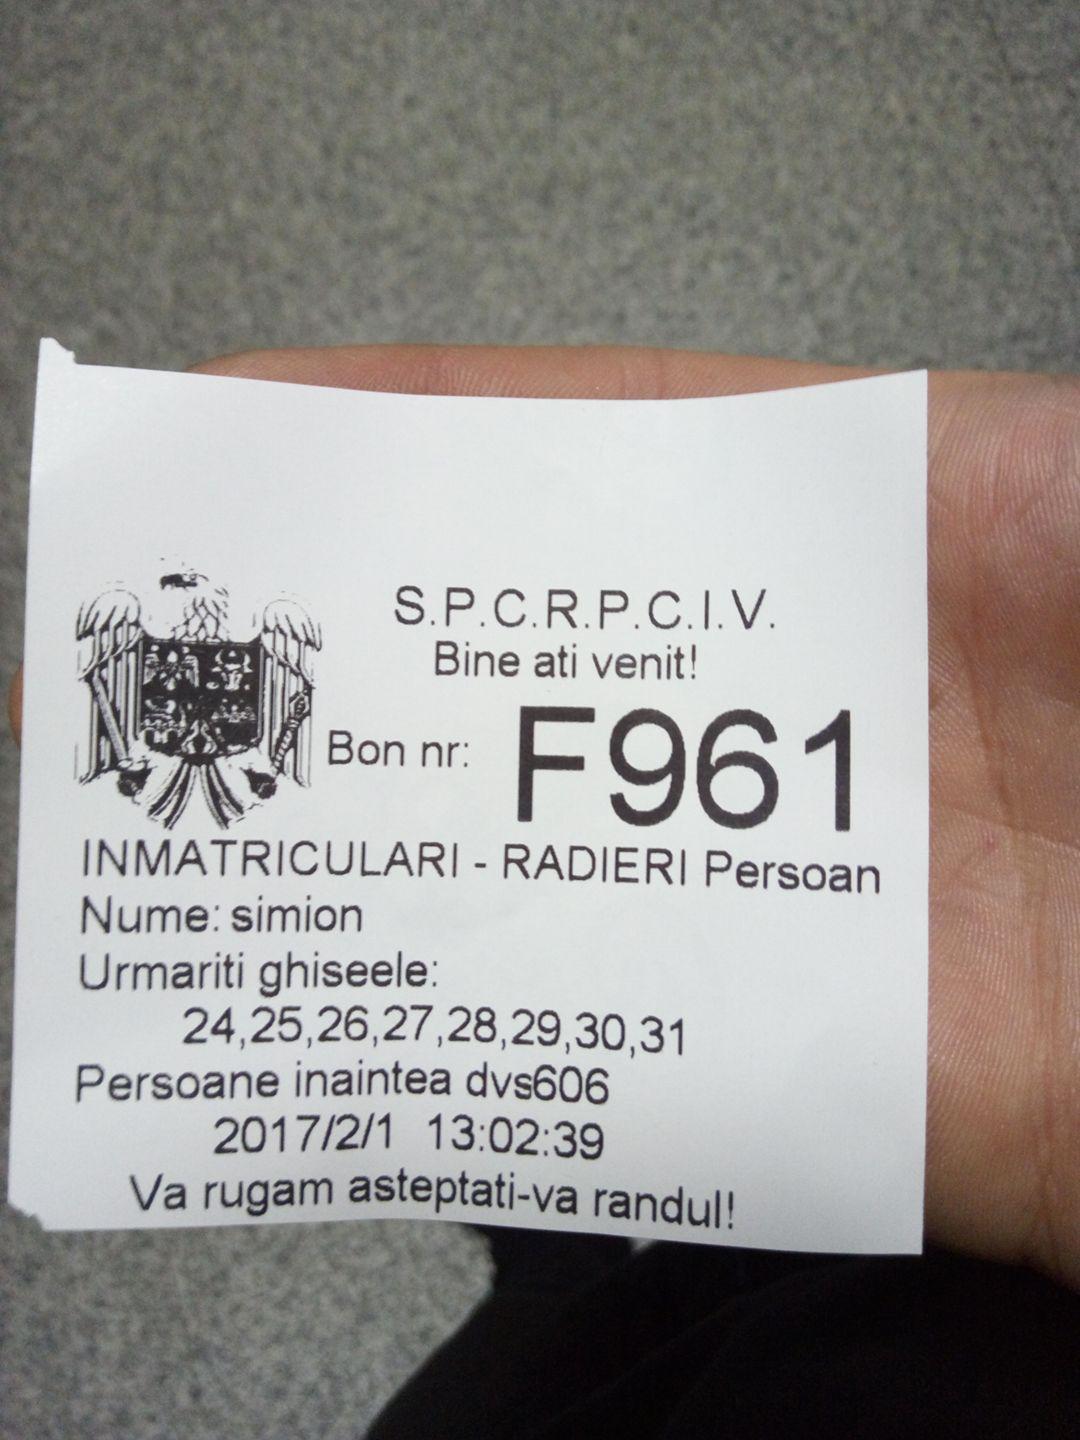 S.P.C.R.P.C.I.V.
Bine ati venit!
Bon nr: F961
INMATRICULARI - RADIERI Persoan
Nume: simion
Urmariti ghiseele:
24,25,26,27,28,29,30,31
Persoane inaintea dvs606
2017/2/1 13:02:39
Va rugam asteptati-va randul!